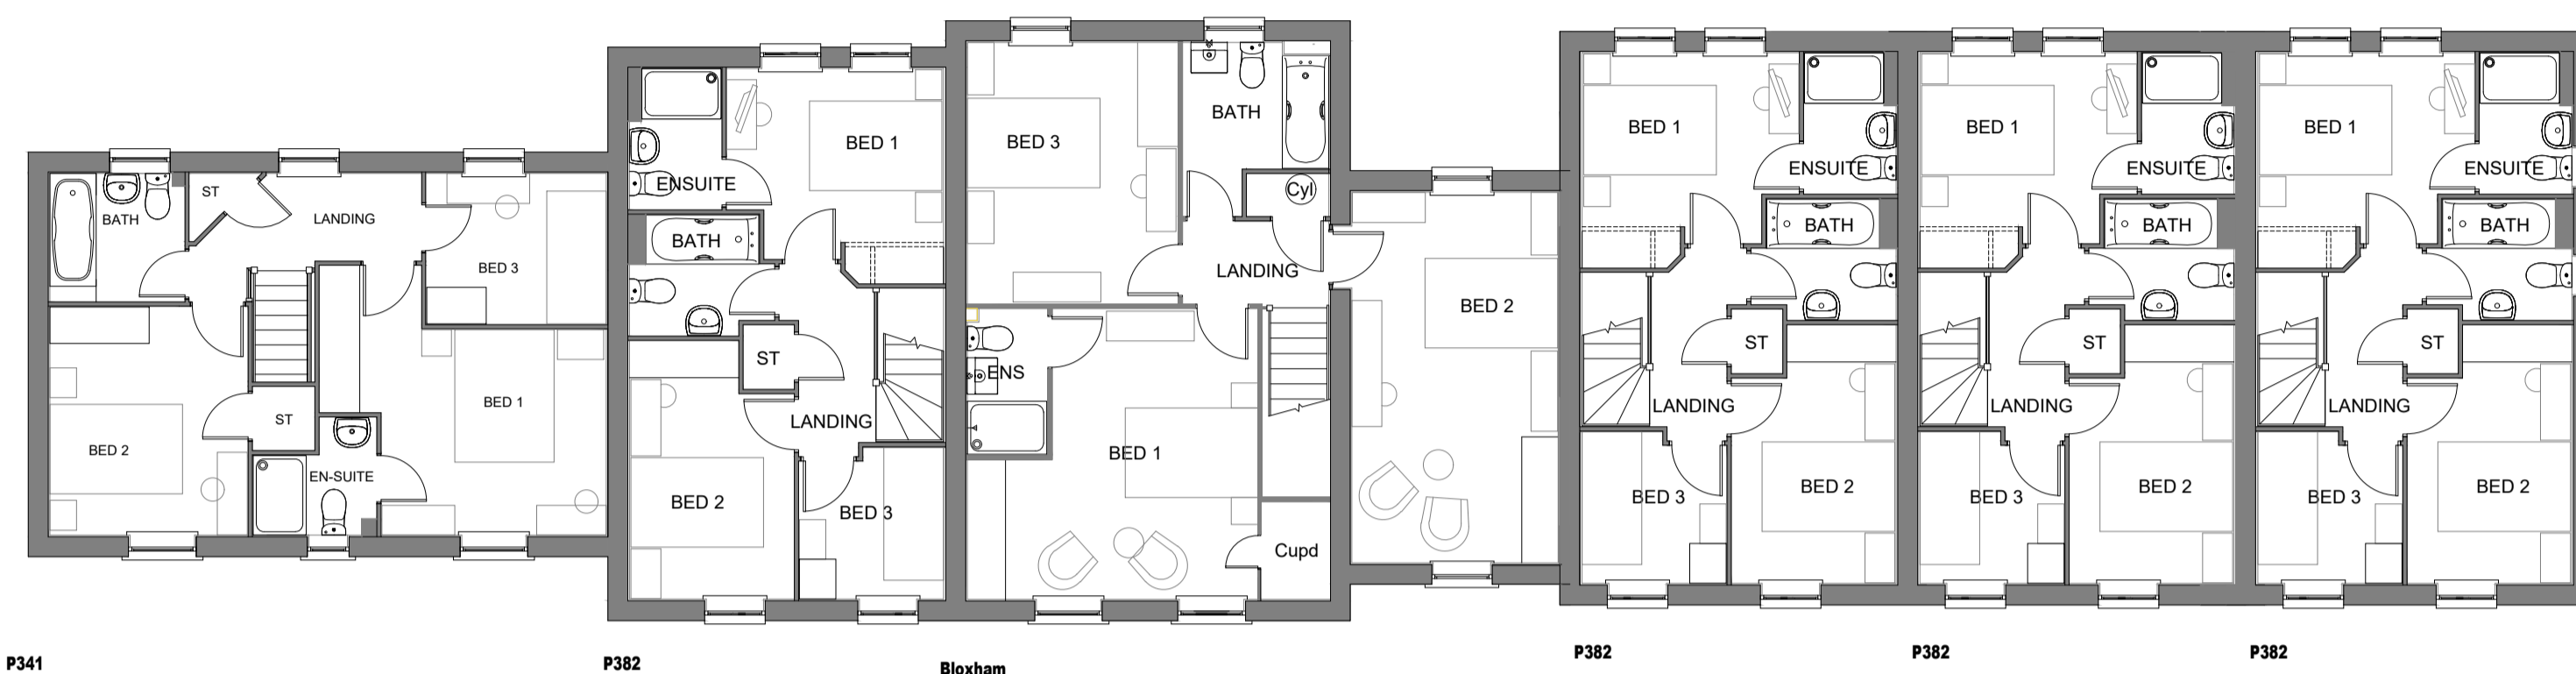 ST
BATH
LANDING
BED 3
BED 1
ST
BED 2
EN-SUITE
BED 1
ENSUITE
BATH
ST
LANDING
BED 2
BED 3
BED 3
BATH
Cyl
LANDING
ENS
BED 1
Cupd
BED 2
BED 1
ENSUITE
BATH
ST
LANDING
BED 3
BED 2
BED 1
ENSUITE
BATH
ST
LANDING
BED 3
BED 2
BED 1
ENSUITE
BATH
ST
LANDING
BED 3
BED 2
P341
P382
Bloxham
P382
P382
P382